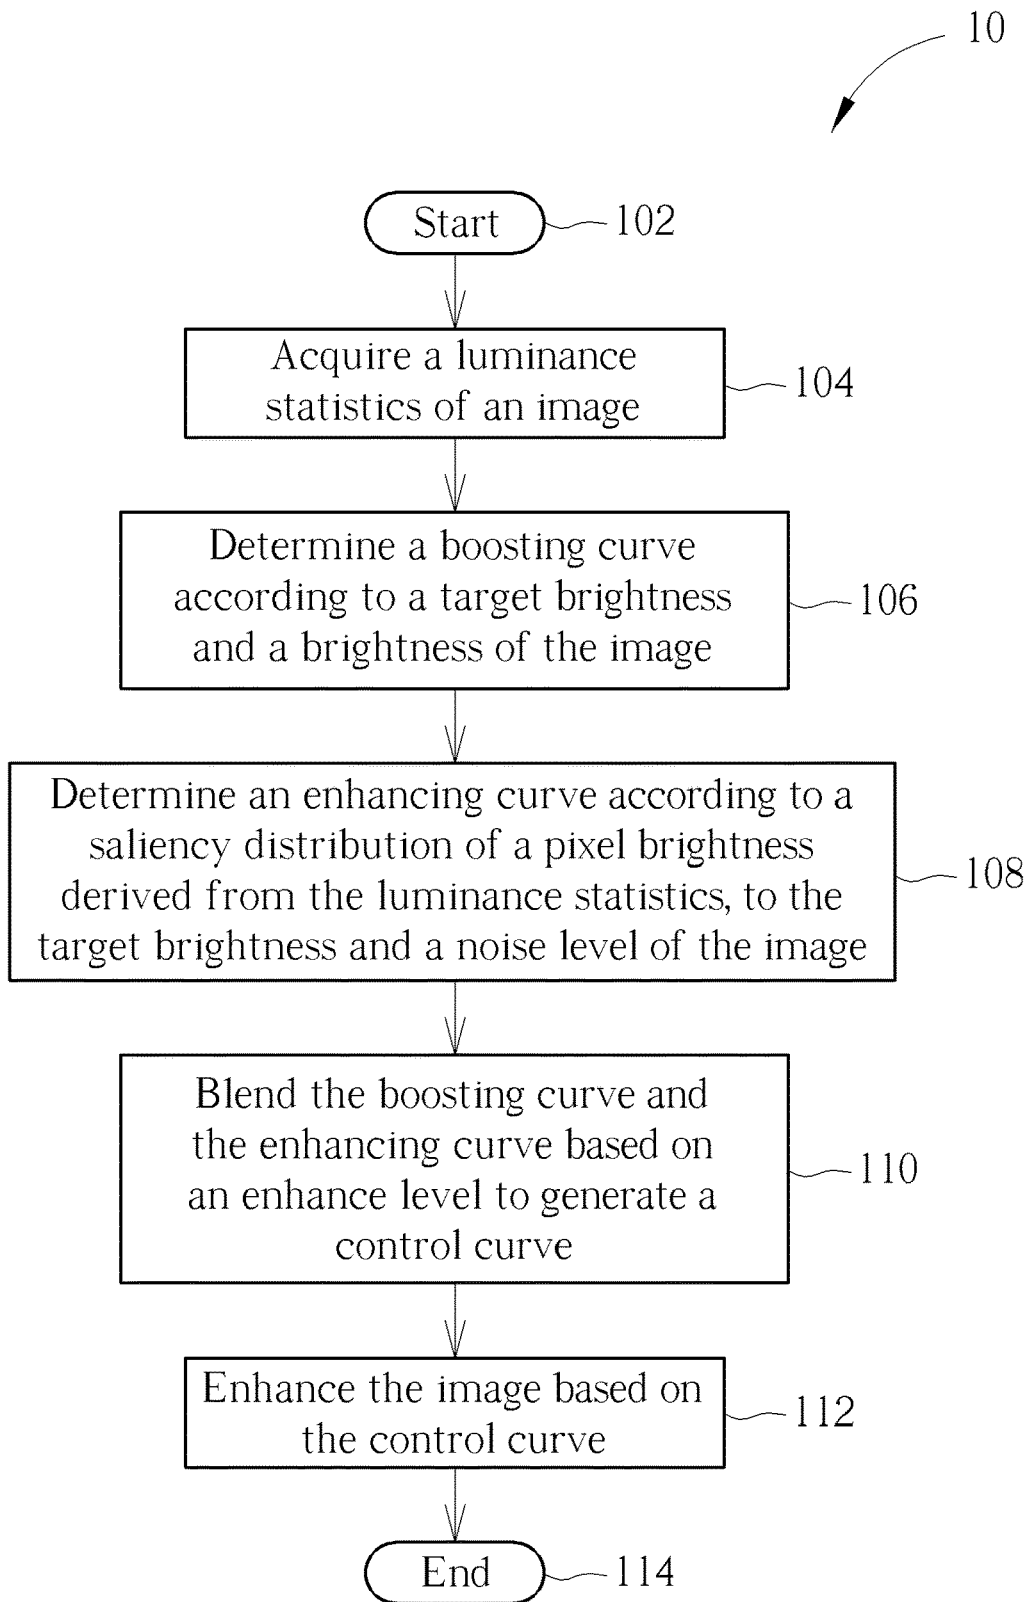 10
Start
102
Acquire a luminance
statistics of an image
104
Determine a boosting curve
according to a target brightness
and a brightness of the image
106
Determine an enhancing curve according to a
saliency distribution of a pixel brightness
derived from the luminance statistics, to the
target brightness and a noise level of the image
108
Blend the boosting curve and
the enhancing curve based on
an enhance level to generate a
control curve
110
Enhance the image based on
the control curve
112
End
114